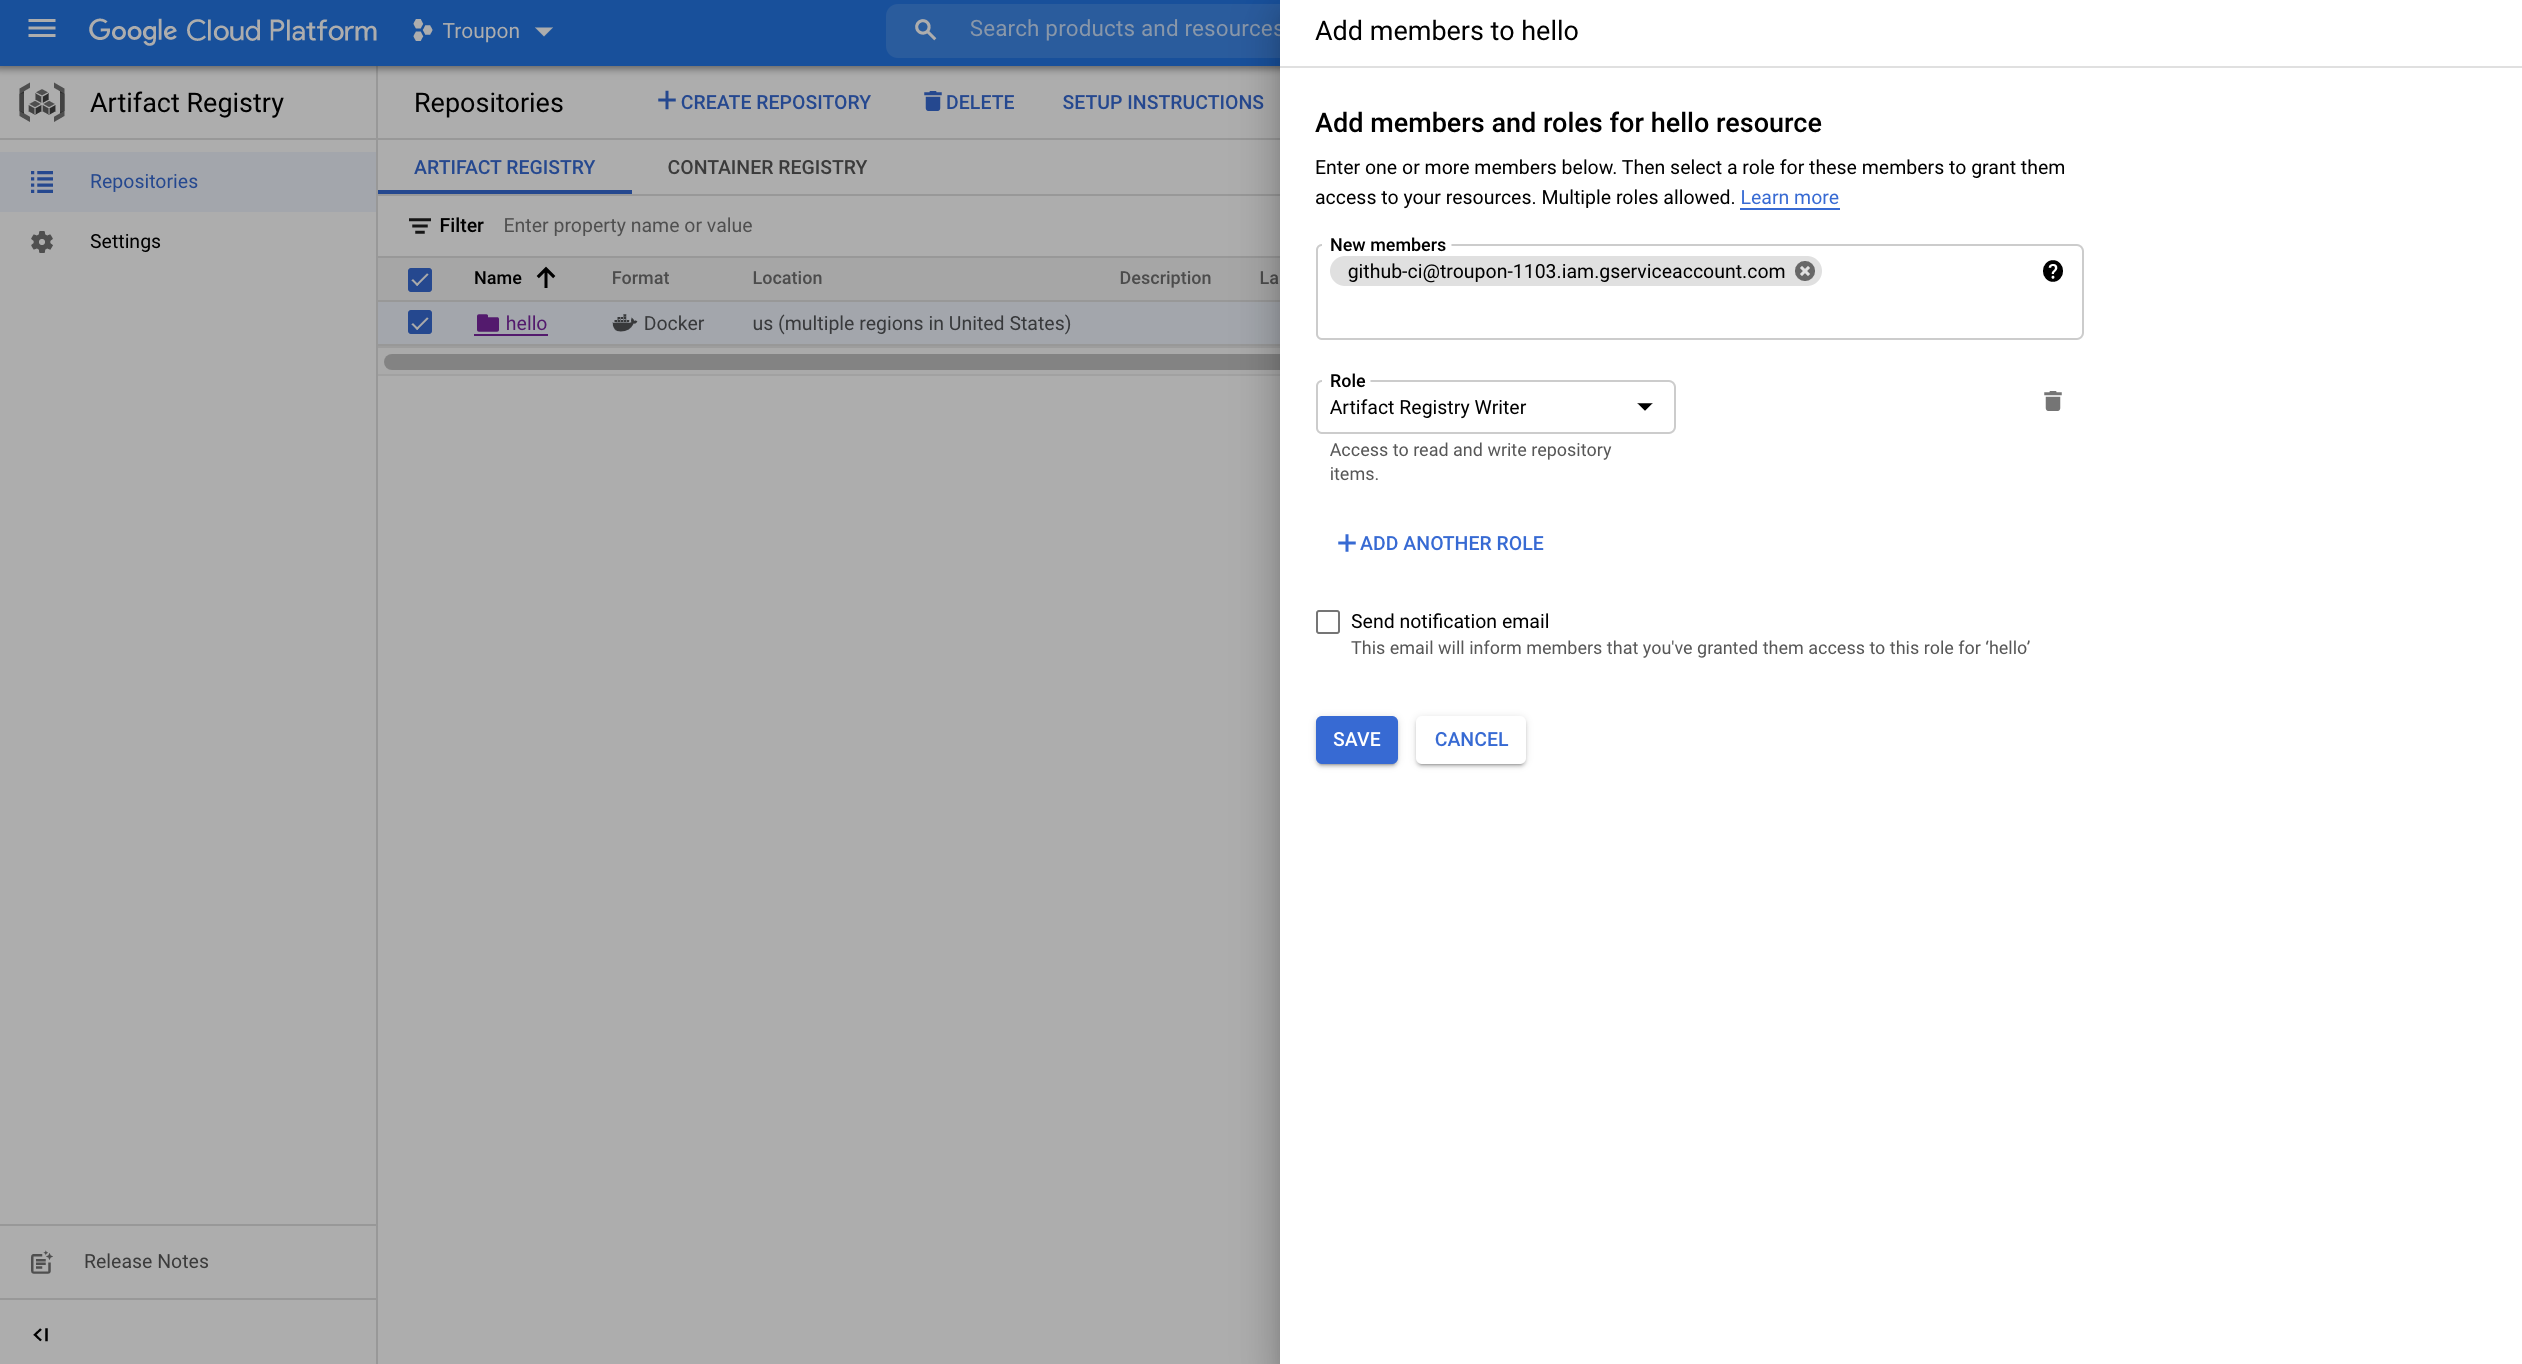 Google Cloud Platform
Troupon
Search products and resources
Artifact Registry
Repositories
Settings
Release Notes
Repositories
CREATE REPOSITORY
DELETE
SETUP INSTRUCTIONS
ARTIFACT REGISTRY
CONTAINER REGISTRY
Filter Enter property name or value
Name Format Location Description La
hello Docker us (multiple regions in United States)
Add members to hello
Add members and roles for hello resource
Enter one or more members below. Then select a role for these members to grant them
access to your resources. Multiple roles allowed. Learn more
New members
github-ci@troupon-1103.iam.gserviceaccount.com
Role
Artifact Registry Writer
Access to read and write repository
items.
ADD ANOTHER ROLE
Send notification email
This email will inform members that you've granted them access to this role for ‘hello’
SAVE
CANCEL